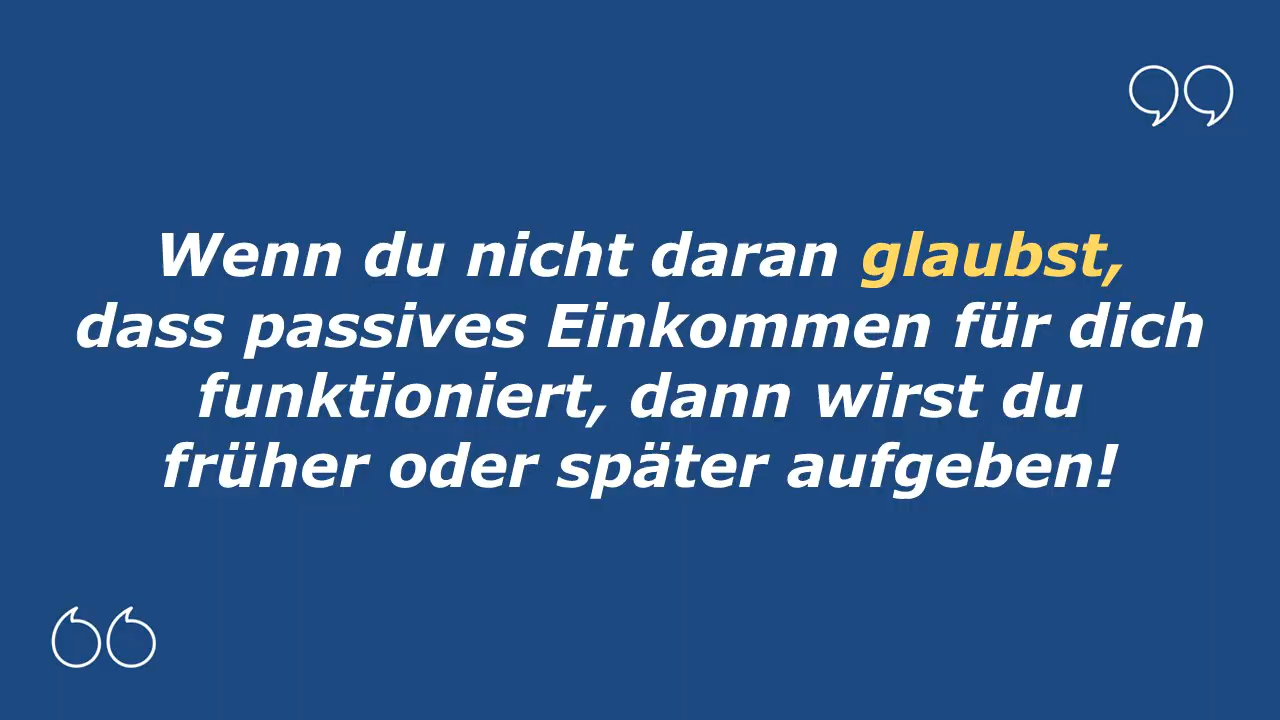 Wenn du nicht daran glaubst,
dass passives Einkommen für dich
funktioniert, dann wirst du
früher oder später aufgeben!